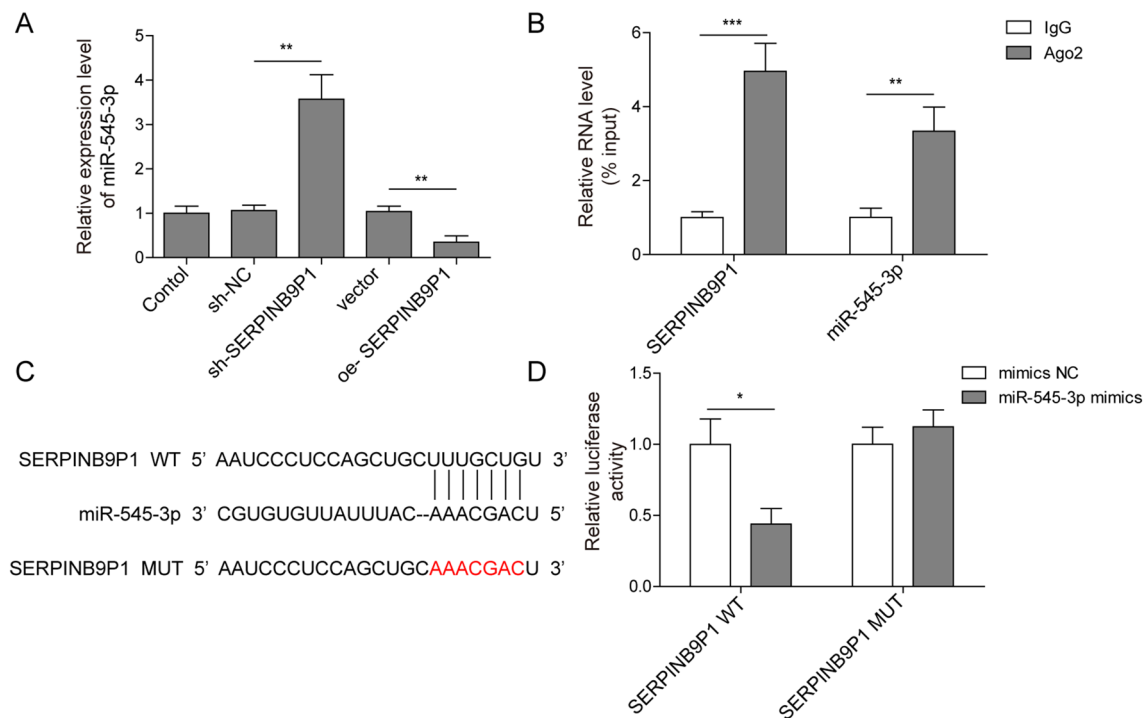 A
Relative expression level
of miR-545-3p
5
4
3
2
1
0
**
**
Contol
sh-NC
sh-SERPINB9P1
vector
oe- SERPINB9P1
B
Relative RNA level
(% input)
6
4
2
0
***
**
IgG
Ago2
SERPINB9P1
miR-545-3p
C
SERPINB9P1 WT 5’ AAUCCCUCCAGCUGCUUUGCUGU 3’
miR-545-3p 3’ CGUGUGUUAUUUAC--AAACGACU 5’
SERPINB9P1 MUT 5’ AAUCCCUCCAGCUGCAAACGACU 3’
D
Relative luciferase
activity
1.5
1.0
0.5
0.0
*
mimics NC
miR-545-3p mimics
SERPINB9P1 WT
SERPINB9P1 MUT